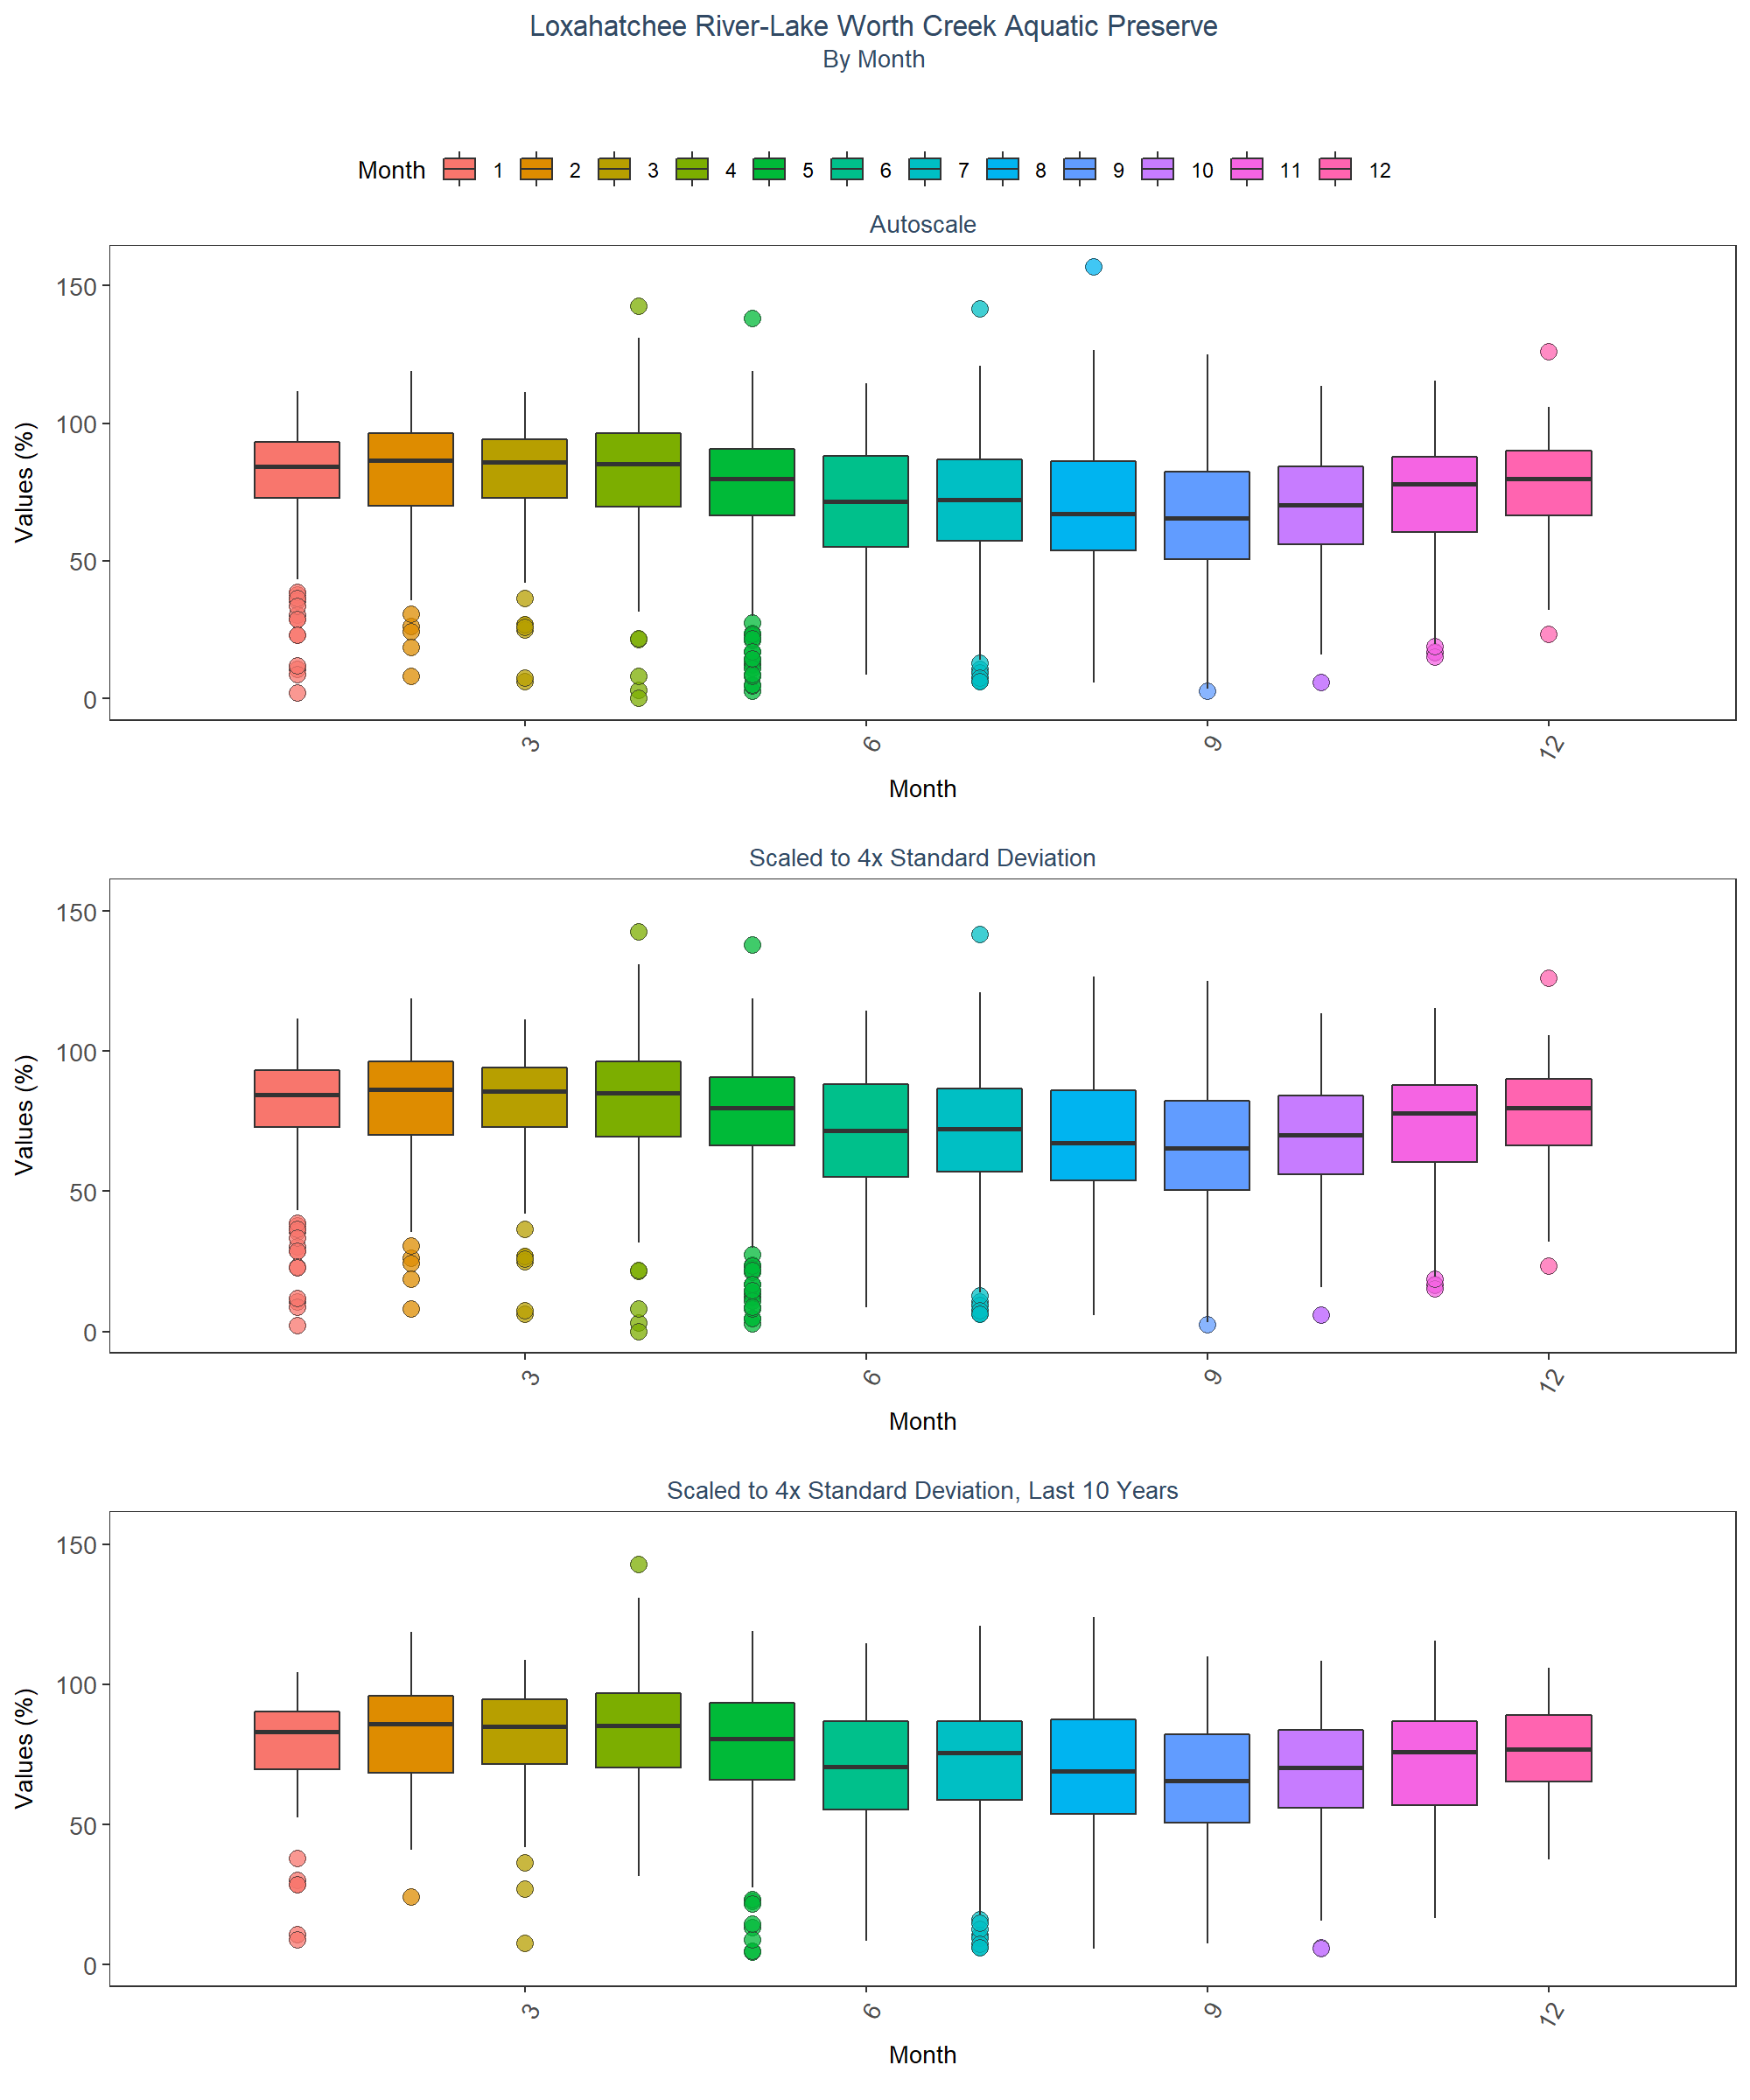 Loxahatchee River-Lake Worth Creek Aquatic Preserve
By Month
Month 1 2 3 4 5 6 7 8 9 10 11 12
Autoscale
Values (%)
150
100
50
0
3 6 9 12
Month
Scaled to 4x Standard Deviation
Values (%)
150
100
50
0
3 6 9 12
Month
Scaled to 4x Standard Deviation, Last 10 Years
Values (%)
150
100
50
0
3 6 9 12
Month